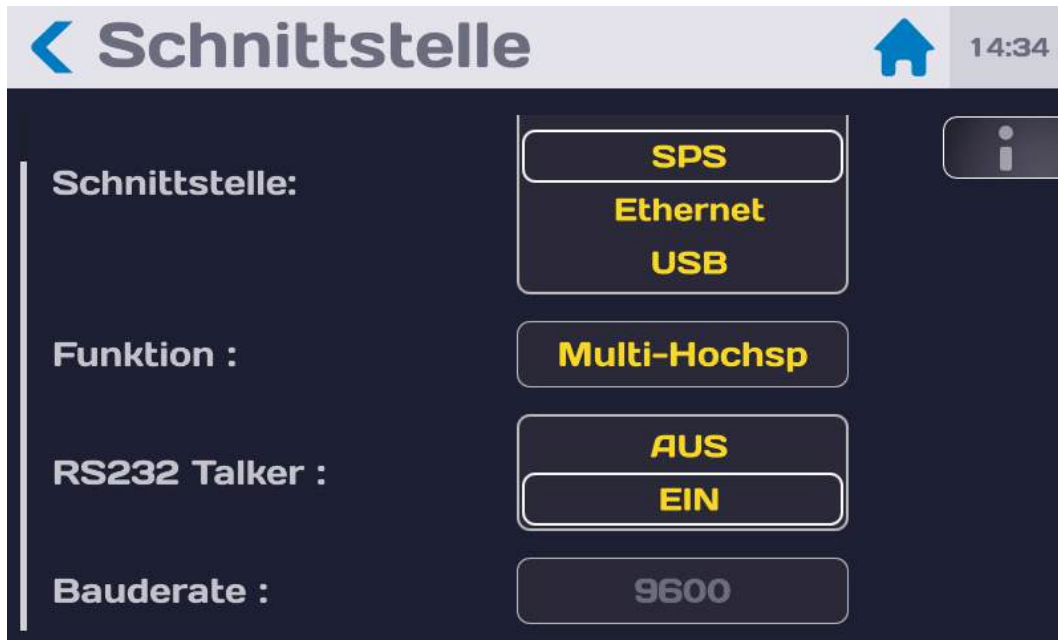 Schnittstelle
14:34
Schnittstelle:
SPS
Ethernet
USB
Funktion :
Multi-Hochsp
RS232 Talker :
AUS
EIN
Bauderate :
9600